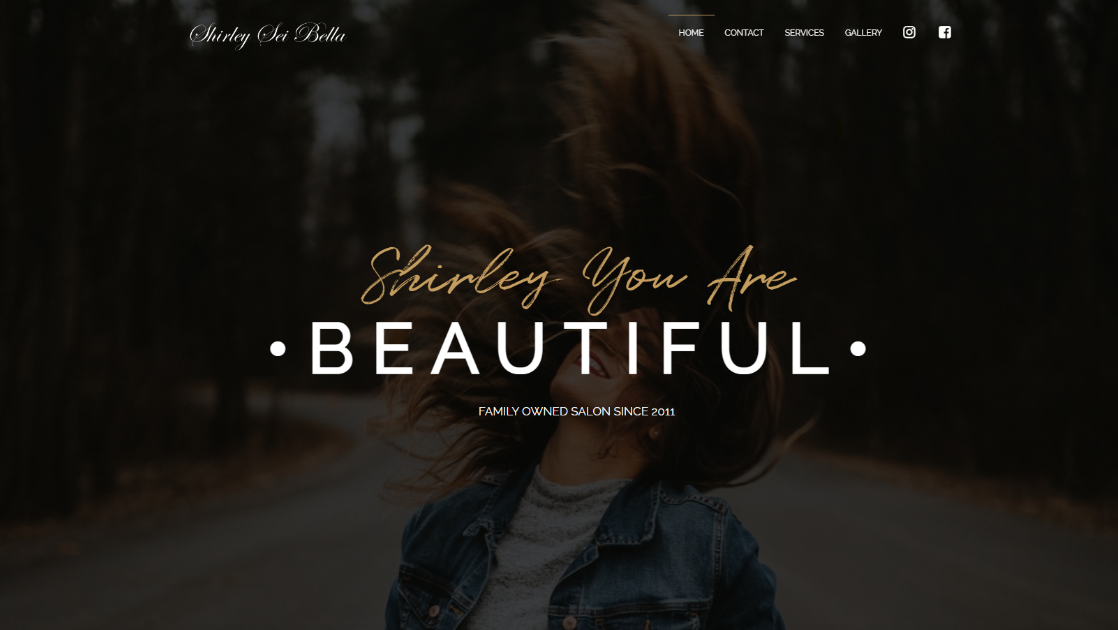 Shirley Sei Bella
HOME CONTACT SERVICES GALLERY
Shirley You Are
• BEAUTIFUL •
FAMILY OWNED SALON SINCE 2011